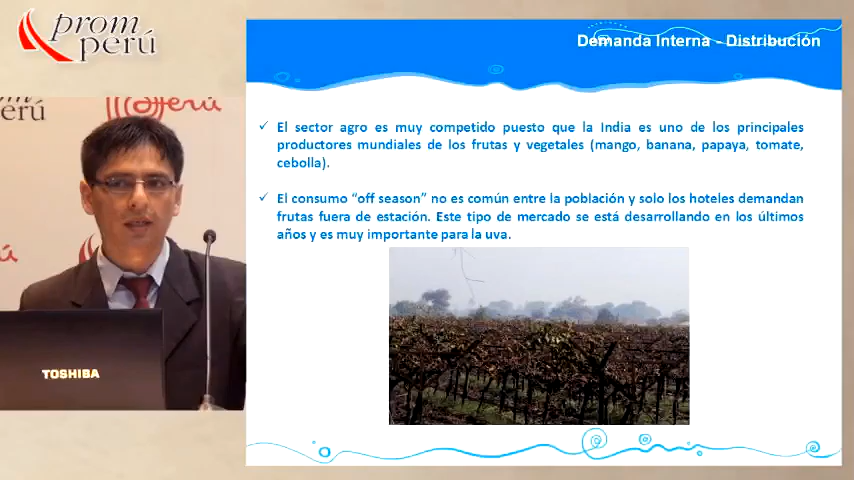 prom
perú
Demanda Interna - Distribución
erú
perú
✓ El sector agro es muy competido puesto que la India es uno de los principales
productores mundiales de los frutas y vegetales (mango, banana, papaya, tomate,
cebolla).
✓ El consumo “off season” no es común entre la población y solo los hoteles demandan
frutas fuera de estación. Este tipo de mercado se está desarrollando en los últimos
años y es muy importante para la uva.
TOSHIBA